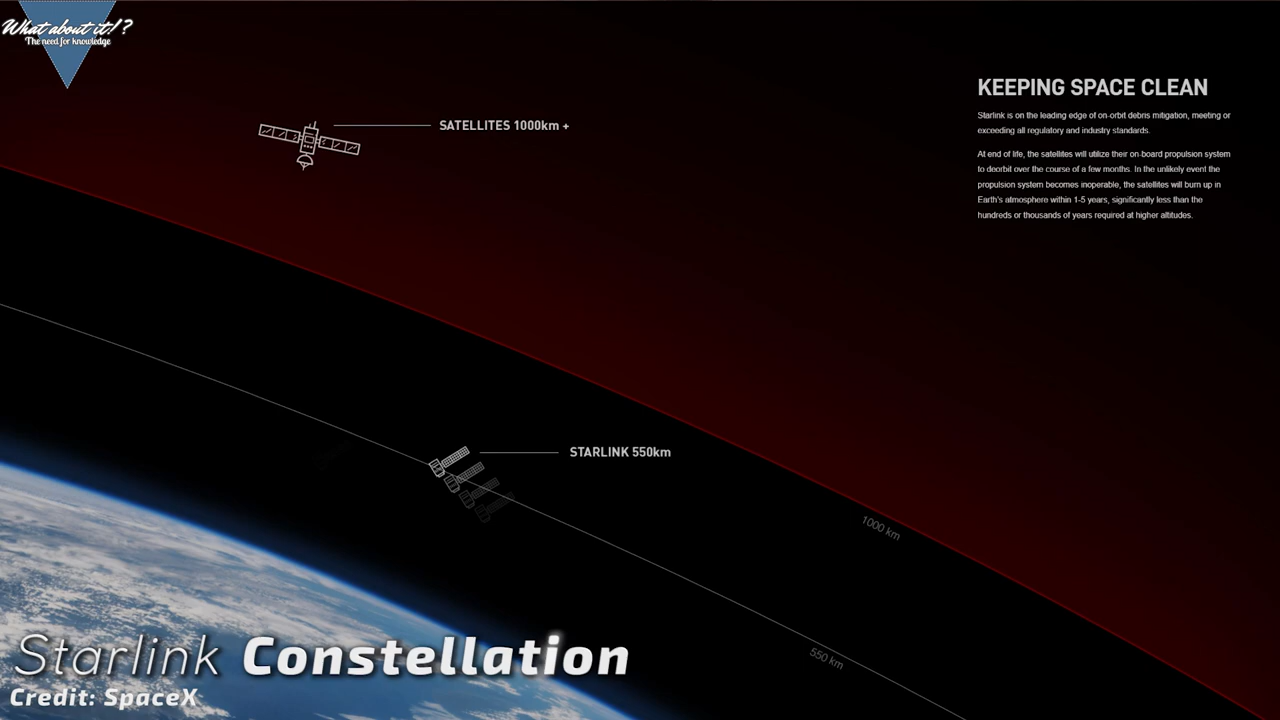 What about it!?
The need for knowledge
KEEPING SPACE CLEAN
Starlink is on the leading edge of on-orbit debris mitigation, meeting or
exceeding all regulatory and industry standards.
At end of life, the satellites will utilize their on-board propulsion system
to deorbit over the course of a few months. In the unlikely event the
propulsion system becomes inoperable, the satellites will burn up in
Earth's atmosphere within 1-5 years, significantly less than the
hundreds or thousands of years required at higher altitudes.
SATELLITES 1000km +
STARLINK 550km
1000 km
550 km
Starlink Constellation
Credit: SpaceX